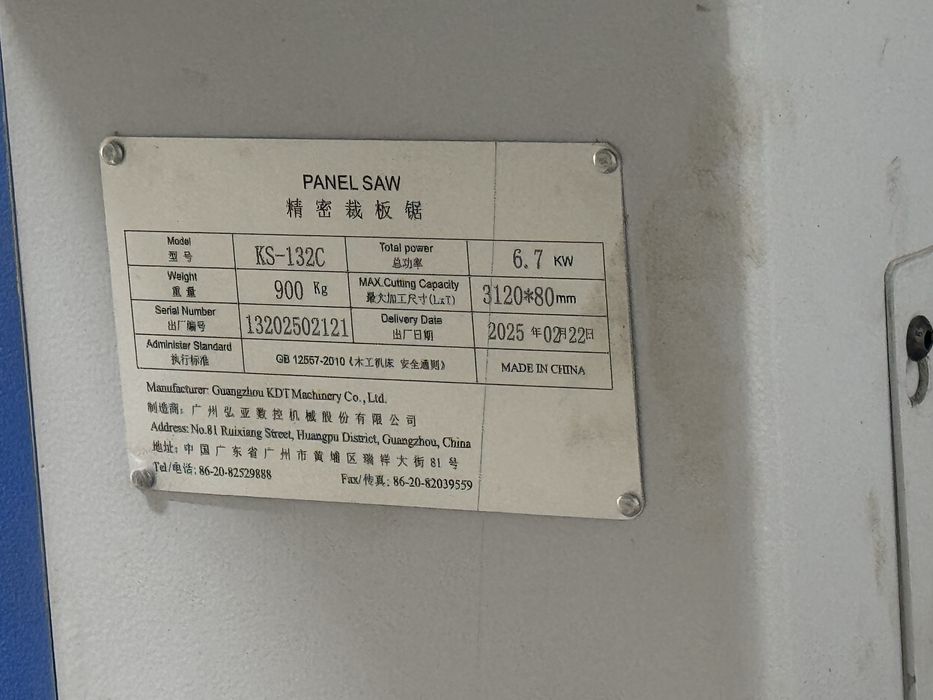 PANEL SAW
精密裁板锯
Model 型号 KS-132C Total power 总功率 6.7 KW
Weight 重量 900 Kg MAX.Cutting Capacity 最大加工尺寸(LxT) 3120*80mm
Serial Number 出厂编号 13202502121 Delivery Date 出厂日期 2025 年02月22日
Administer Standard 执行标准 GB 12557-2010《木工机床 安全通则》 MADE IN CHINA
Manufacturer: Guangzhou KDT Machinery Co., Ltd.
制造商: 广州弘亚数控机械股份有限公司
Address: No.81 Ruixiang Street, Huangpu District, Guangzhou, China
地址: 中国广东省广州市黄埔区瑞祥大街 81 号
Tel/电话: 86-20-82529888 Fax/传真: 86-20-82039559